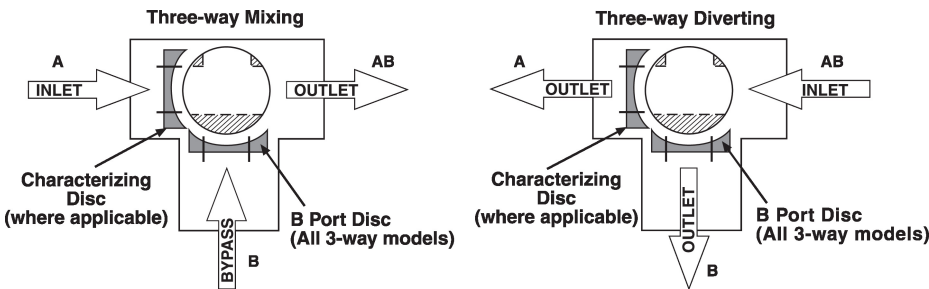 Three-way Mixing
A
AB
INLET
OUTLET
Characterizing
Disc
(where applicable)
B Port Disc
(All 3-way models)
BYPASS
B
Three-way Diverting
A
AB
OUTLET
INLET
Characterizing
Disc
(where applicable)
B Port Disc
(All 3-way models)
OUTLET
B